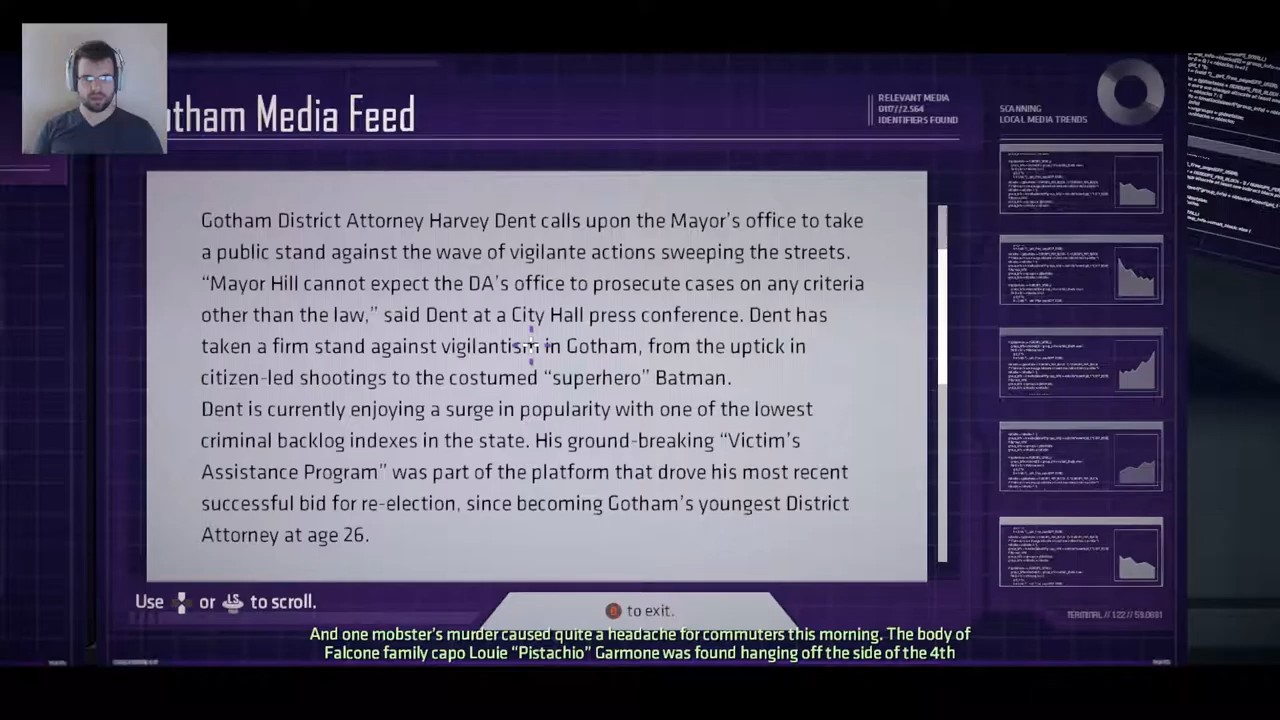 Gotham Media Feed
RELEVANT MEDIA
IDENTIFIERS FOUND
SCANNING
LOCAL MEDIA TRENDS
Gotham District Attorney Harvey Dent calls upon the Mayor's office to take
a public stand against the wave of vigilante actions sweeping the streets.
“Mayor Hill cannot expect the DA's office to prosecute cases on any criteria
other than the law,” said Dent at a City Hall press conference. Dent has
taken a firm stand against vigilantism in Gotham, from the uptick in
citizen-led shootings to the costumed “superhero” Batman.
Dent is currently enjoying a surge in popularity with one of the lowest
criminal backlog indexes in the state. His ground-breaking “Victim's
Assistance Program” was part of the platform that drove his most recent
successful bid for re-election, since becoming Gotham's youngest District
Attorney at age 25.
Use or LS to scroll.
to exit.
And one mobster's murder caused quite a headache for commuters this morning. The body of
Falcone family capo Louie “Pistachio” Garmone was found hanging off the side of the 4th